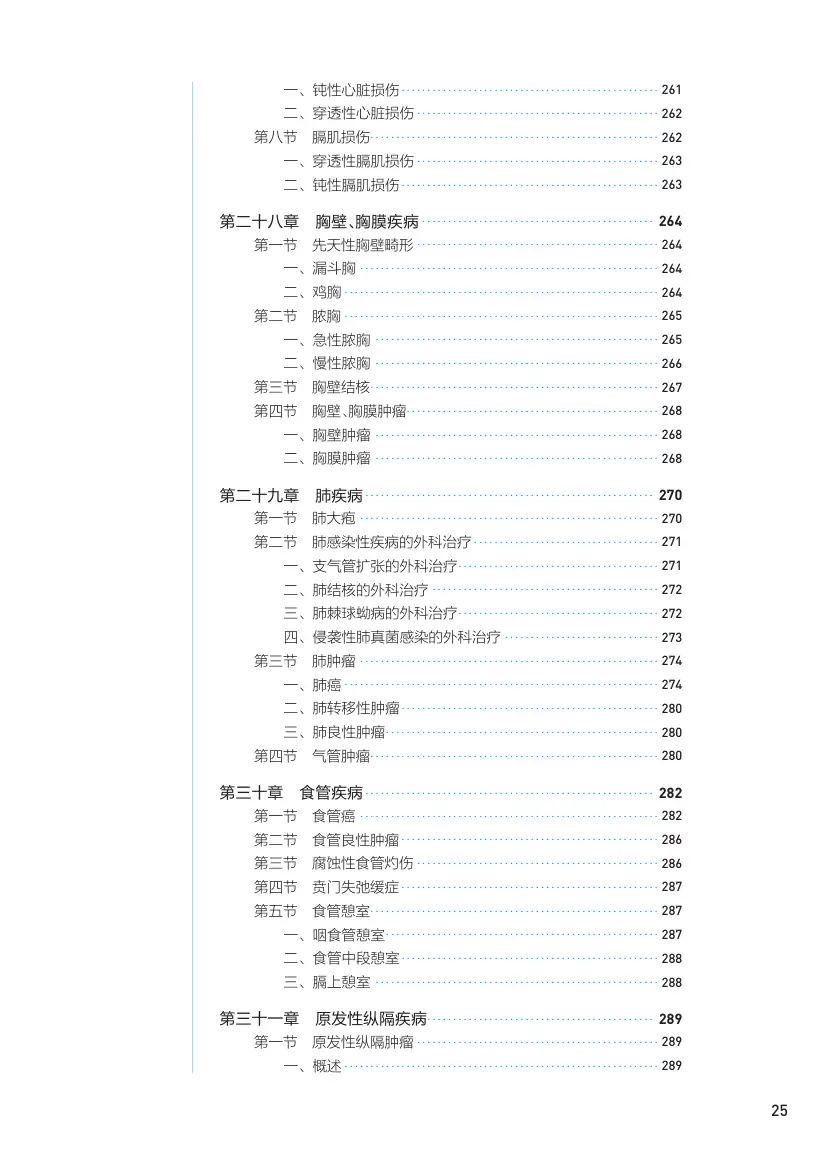 一、钝性心脏损伤 261
二、穿透性心脏损伤 262
第八节 膈肌损伤 262
一、穿透性膈肌损伤 263
二、钝性膈肌损伤 263
第二十八章 胸壁、胸膜疾病 264
第一节 先天性胸壁畸形 264
一、漏斗胸 264
二、鸡胸 264
第二节 脓胸 265
一、急性脓胸 265
二、慢性脓胸 266
第三节 胸壁结核 267
第四节 胸壁、胸膜肿瘤 268
一、胸壁肿瘤 268
二、胸膜肿瘤 268
第二十九章 肺疾病 270
第一节 肺大疱 270
第二节 肺感染性疾病的外科治疗 271
一、支气管扩张的外科治疗 271
二、肺结核的外科治疗 272
三、肺棘球蚴病的外科治疗 272
四、侵袭性肺真菌感染的外科治疗 273
第三节 肺肿瘤 274
一、肺癌 274
二、肺转移性肿瘤 280
三、肺良性肿瘤 280
第四节 气管肿瘤 280
第三十章 食管疾病 282
第一节 食管癌 282
第二节 食管良性肿瘤 286
第三节 腐蚀性食管灼伤 286
第四节 贲门失弛缓症 287
第五节 食管憩室 287
一、咽食管憩室 287
二、食管中段憩室 288
三、膈上憩室 288
第三十一章 原发性纵隔疾病 289
第一节 原发性纵隔肿瘤 289
一、概述 289
25